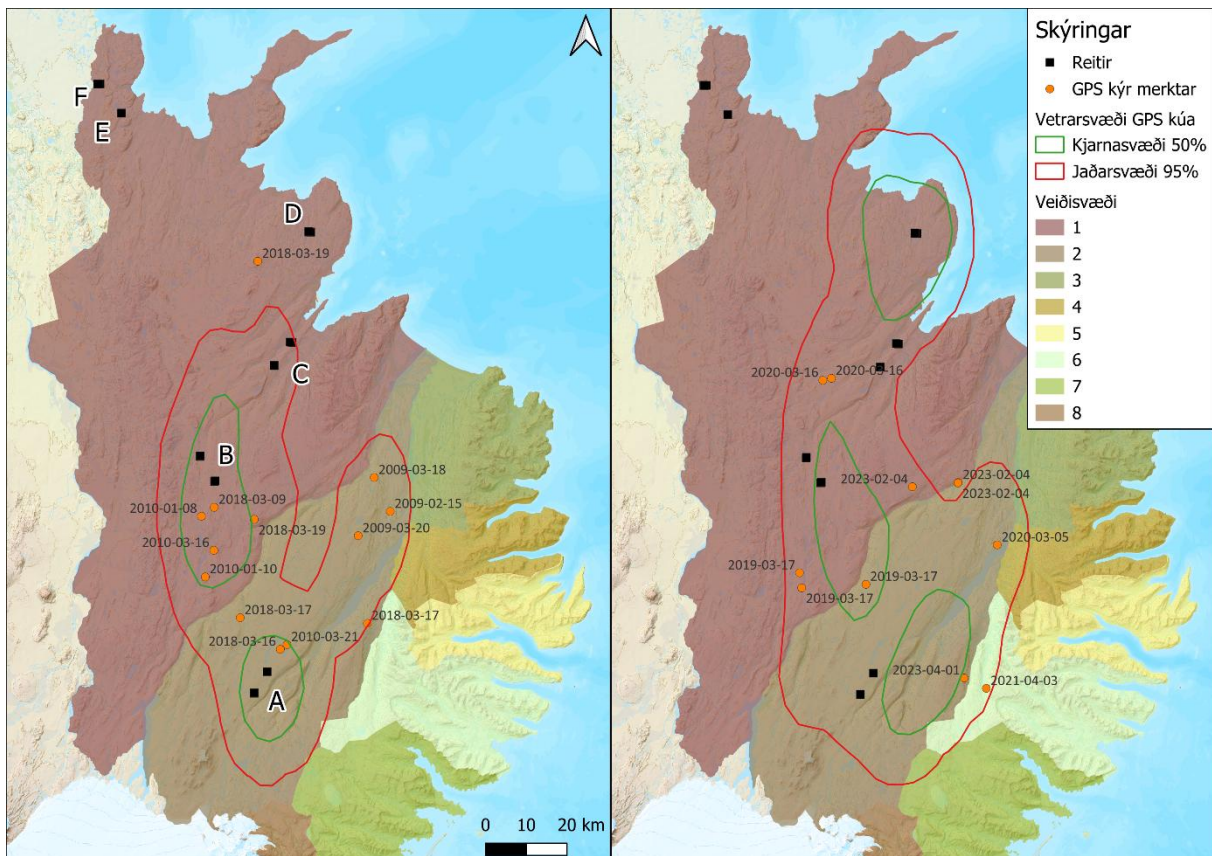 F
E
D
2018-03-19
C
B
2018-03-09
2010-01-08
2018-03-19
2009-03-18
2009-02-15
2009-03-20
2010-03-16
2010-01-10
2018-03-17
2018-03-17
2018-03-16
2010-03-21
A
0 10 20 km
2020-03-16
2020-03-16
2023-02-04
2023-02-04
2023-02-04
2020-03-05
2019-03-17
2019-03-17
2019-03-17
2023-04-01
2021-04-03
Skýringar
Reitir
GPS kýr merktar
Vetrarsvæði GPS kúa
Kjarnasvæði 50%
Jaðarsvæði 95%
Veiðisvæði
1
2
3
4
5
6
7
8